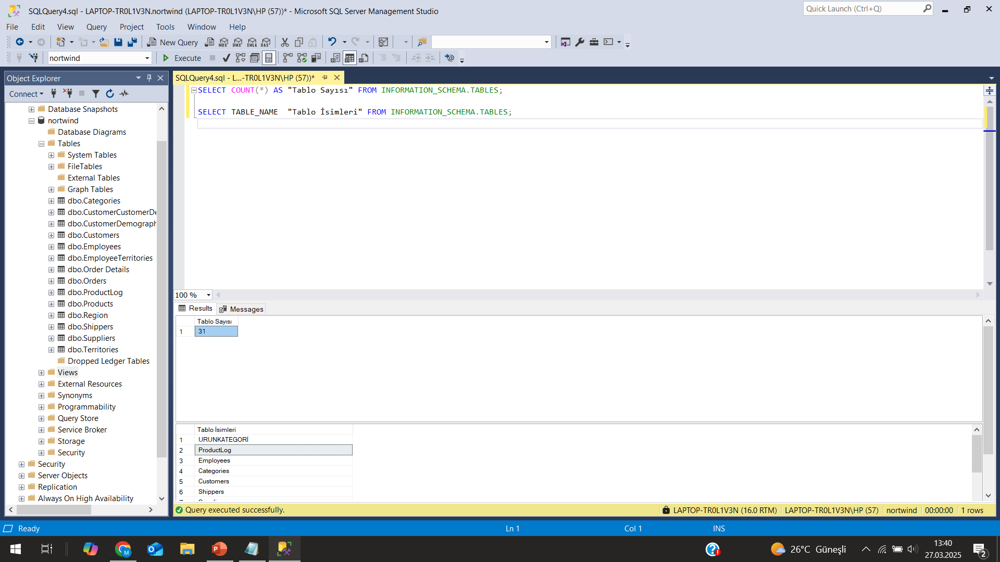 SQLQuery4.sql - LAPTOP-TR0L1V3N.nortwind (LAPTOP-TR0L1V3N\HP (57))* - Microsoft SQL Server Management Studio
Quick Launch (Ctrl+Q)
File Edit View Query Project Tools Window Help
New Query
MDX DMX XMLA DAX
nortwind
Execute
Object Explorer
Connect
Database Snapshots
nortwind
Database Diagrams
Tables
System Tables
FileTables
External Tables
Graph Tables
dbo.Categories
dbo.CustomerCustomerDe
dbo.CustomerDemograph
dbo.Customers
dbo.Employees
dbo.EmployeeTerritories
dbo.Order Details
dbo.Orders
dbo.ProductLog
dbo.Products
dbo.Region
dbo.Shippers
dbo.Suppliers
dbo.Territories
Dropped Ledger Tables
Views
External Resources
Synonyms
Programmability
Query Store
Service Broker
Storage
Security
Security
Server Objects
Replication
Always On High Availability
SQLQuery4.sql - L...-TR0L1V3N\HP (57))*
SELECT COUNT(*) AS "Tablo Sayısı" FROM INFORMATION_SCHEMA.TABLES;
SELECT TABLE_NAME  "Tablo İsimleri" FROM INFORMATION_SCHEMA.TABLES;
100 %
Results Messages
Tablo Sayısı
1 31
Tablo İsimleri
1 URUNKATEGORİ
2 ProductLog
3 Employees
4 Categories
5 Customers
6 Shippers
Query executed successfully.
LAPTOP-TR0L1V3N (16.0 RTM) LAPTOP-TR0L1V3N\HP (57) nortwind 00:00:00 1 rows
Ready
Ln 1
Col 1
INS
26°C Güneşli
13:40
27.03.2025
2